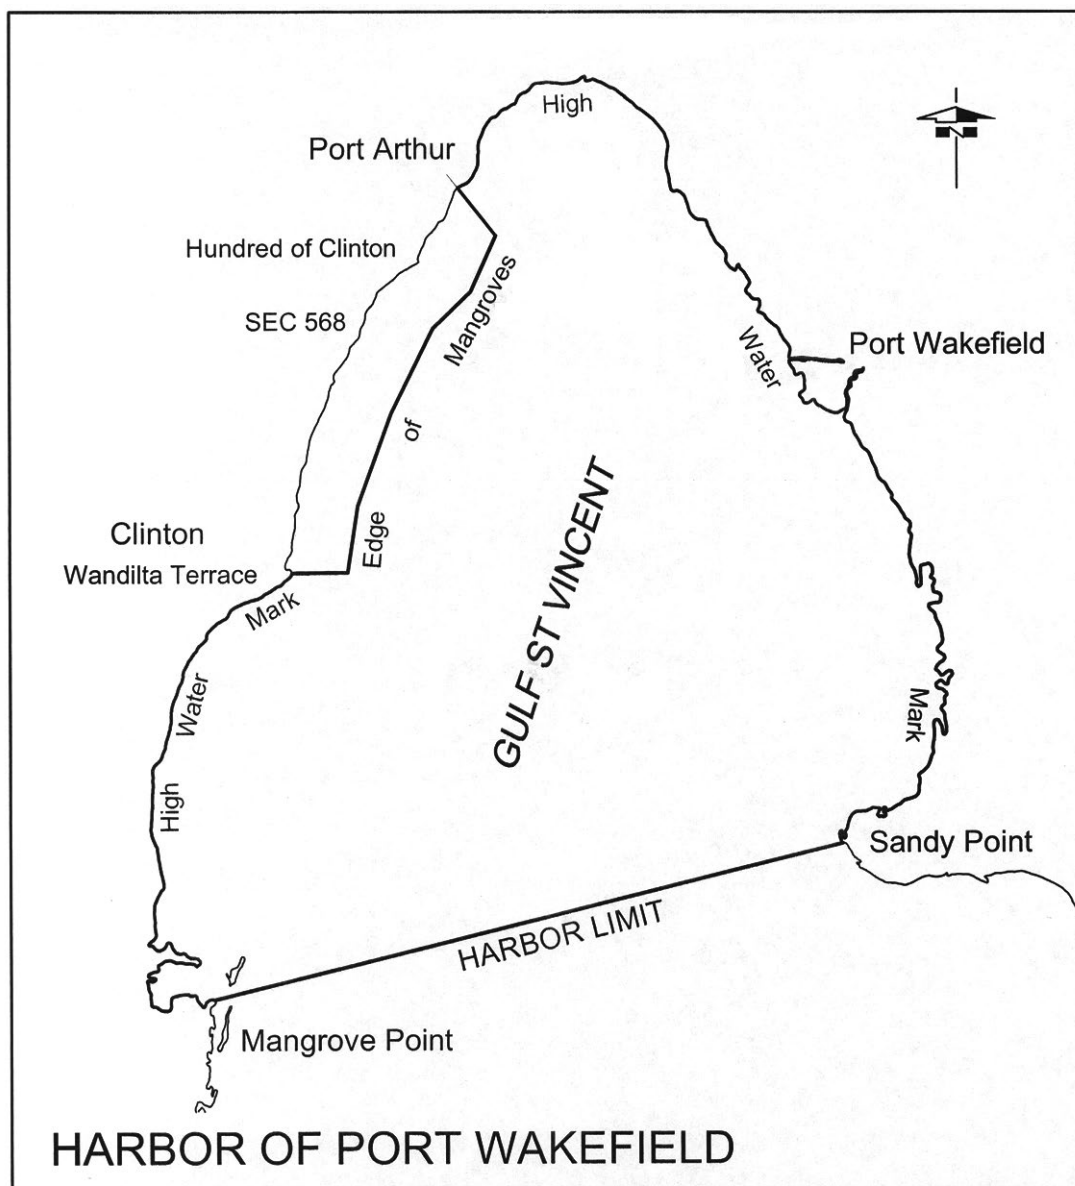 High
Port Arthur
N
Hundred of Clinton
Mangroves
SEC 568
Water
Port Wakefield
of
GULF ST VINCENT
Clinton
Edge
Wandilta Terrace
Mark
Water
Mark
High
Sandy Point
HARBOR LIMIT
Mangrove Point
HARBOR OF PORT WAKEFIELD